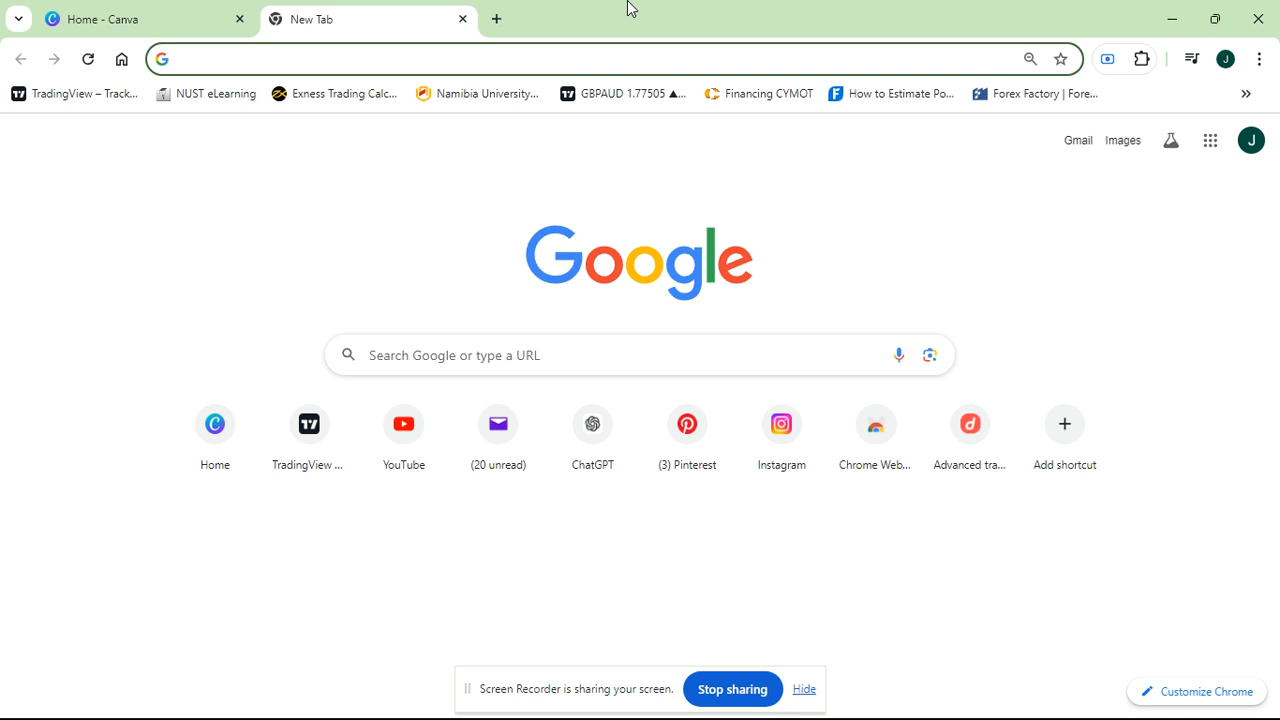 Home - Canva
New Tab
TradingView – Track...
NUST eLearning
Exness Trading Calc...
Namibia University...
GBPAUD 1.77505 ▲...
Financing CYMOT
How to Estimate Po...
Forex Factory | Fore...
Gmail
Images
J
Google
Search Google or type a URL
Home
TradingView ...
YouTube
(20 unread)
ChatGPT
(3) Pinterest
Instagram
Chrome Web...
Advanced tra...
Add shortcut
Screen Recorder is sharing your screen.
Stop sharing
Hide
Customize Chrome